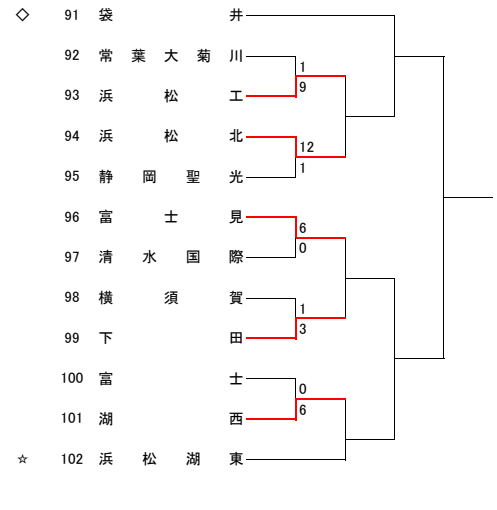 ◇ 91 袋井
92 常葉大菊川
1
93 浜松工
9
94 浜松北
12
95 静岡聖光
1
96 富士見
6
97 清水国際
0
98 横須賀
1
99 下田
3
100 富士
0
101 湖西
6
☆ 102 浜松湖東